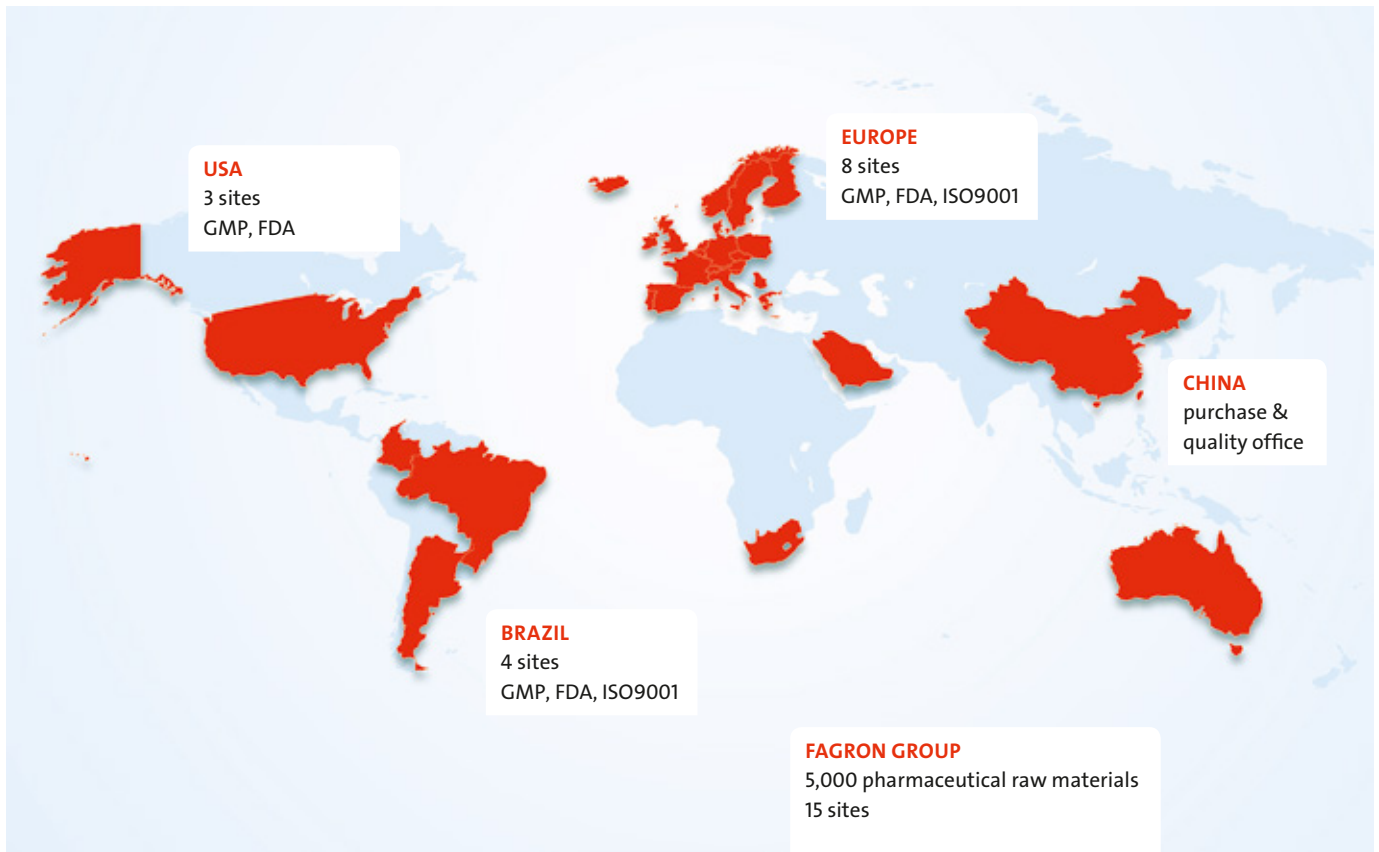 USA
3 sites
GMP, FDA
EUROPE
8 sites
GMP, FDA, ISO9001
CHINA
purchase &
quality office
BRAZIL
4 sites
GMP, FDA, ISO9001
FAGRON GROUP
5,000 pharmaceutical raw materials
15 sites